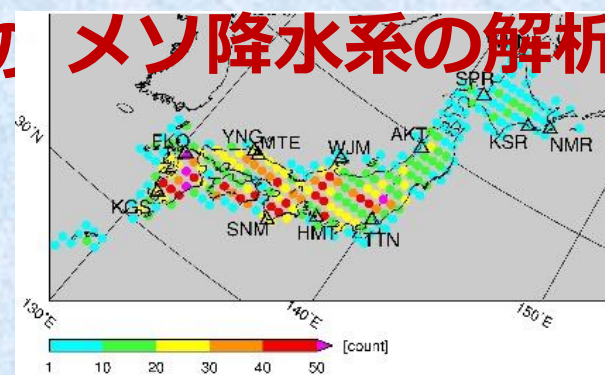 の メソ降水系の解析
SPR
30°N
FKO YNG MTE WJM AKT KSR NMR
KGS
SNM HMT TTN
130°E 140°E 150°E
[count]
1 10 20 30 40 50